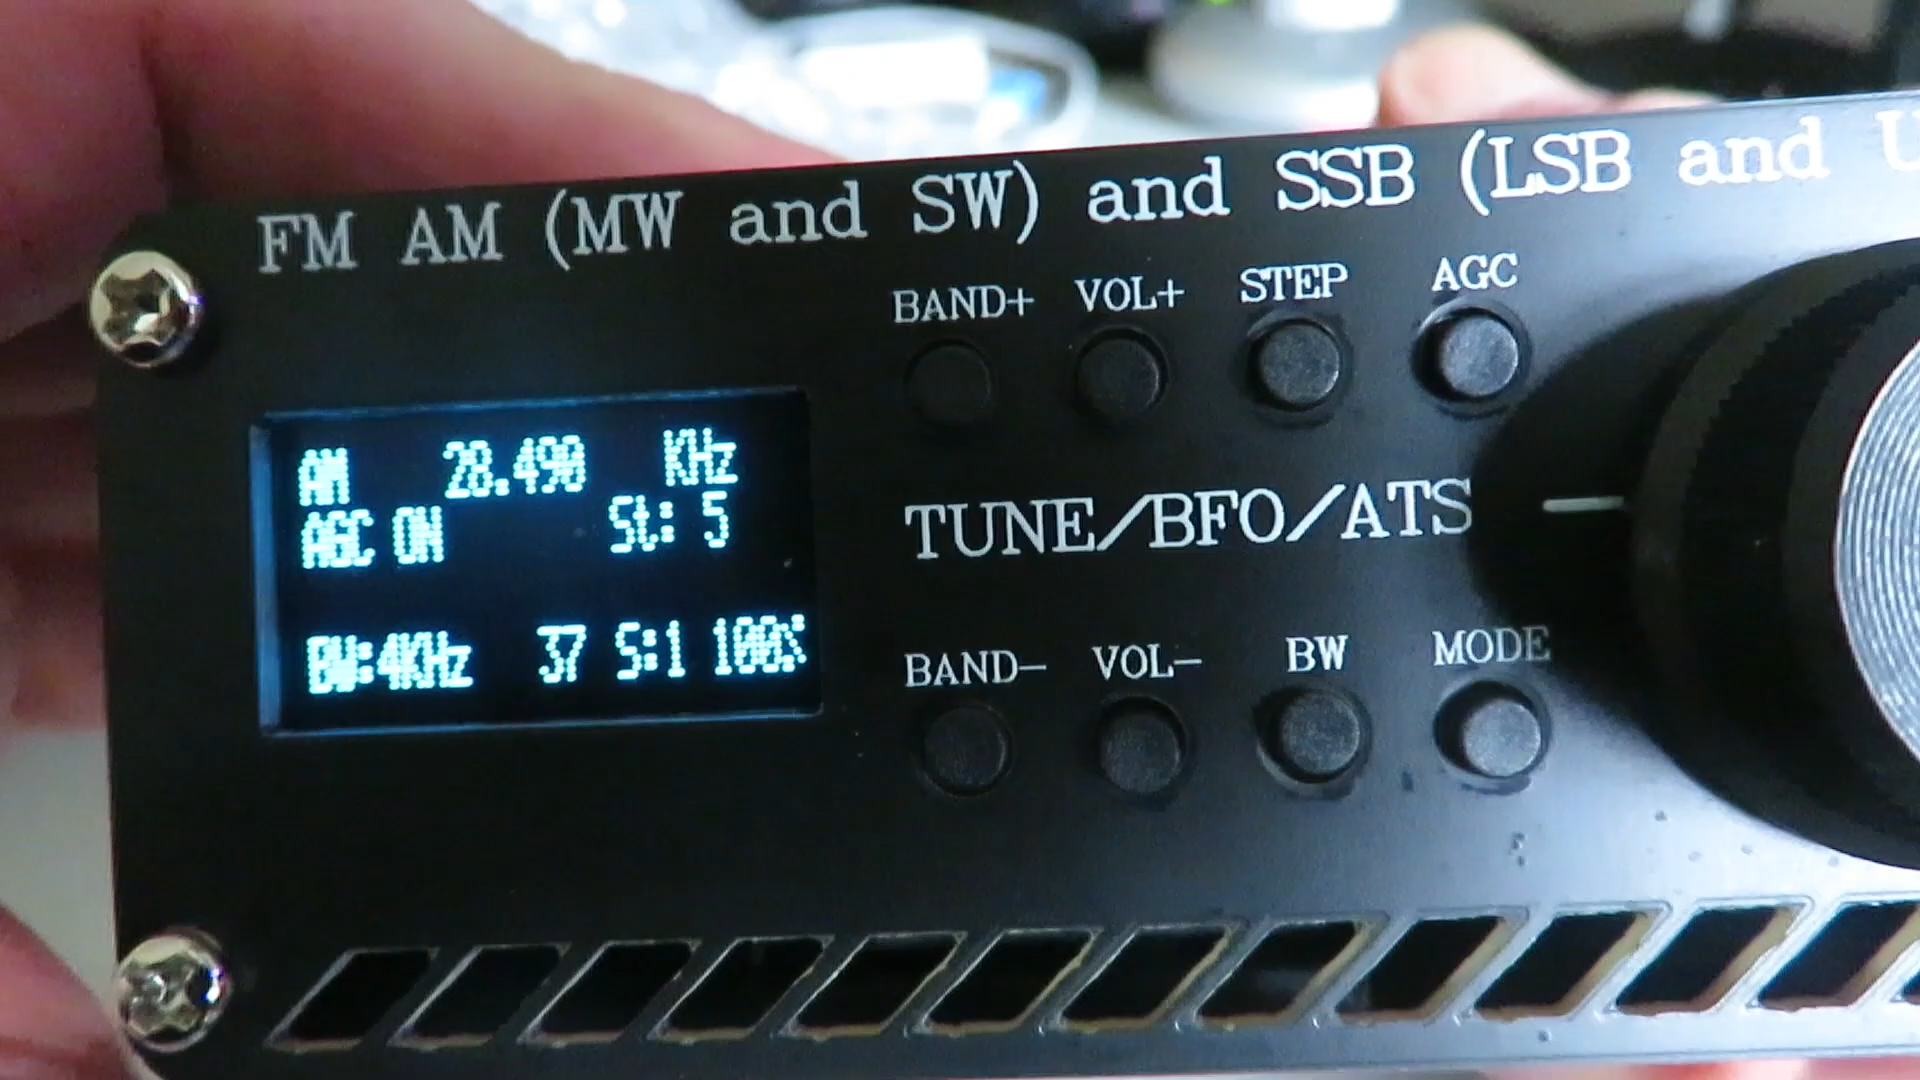 FM AM (MW and SW) and SSB (LSB and U
BAND+ VOL+ STEP AGC
AM 28.490 KHz
AGC ON St: 5
TUNE/BFO/ATS
BW:4KHz 37 S:1 100%
BAND− VOL− BW MODE